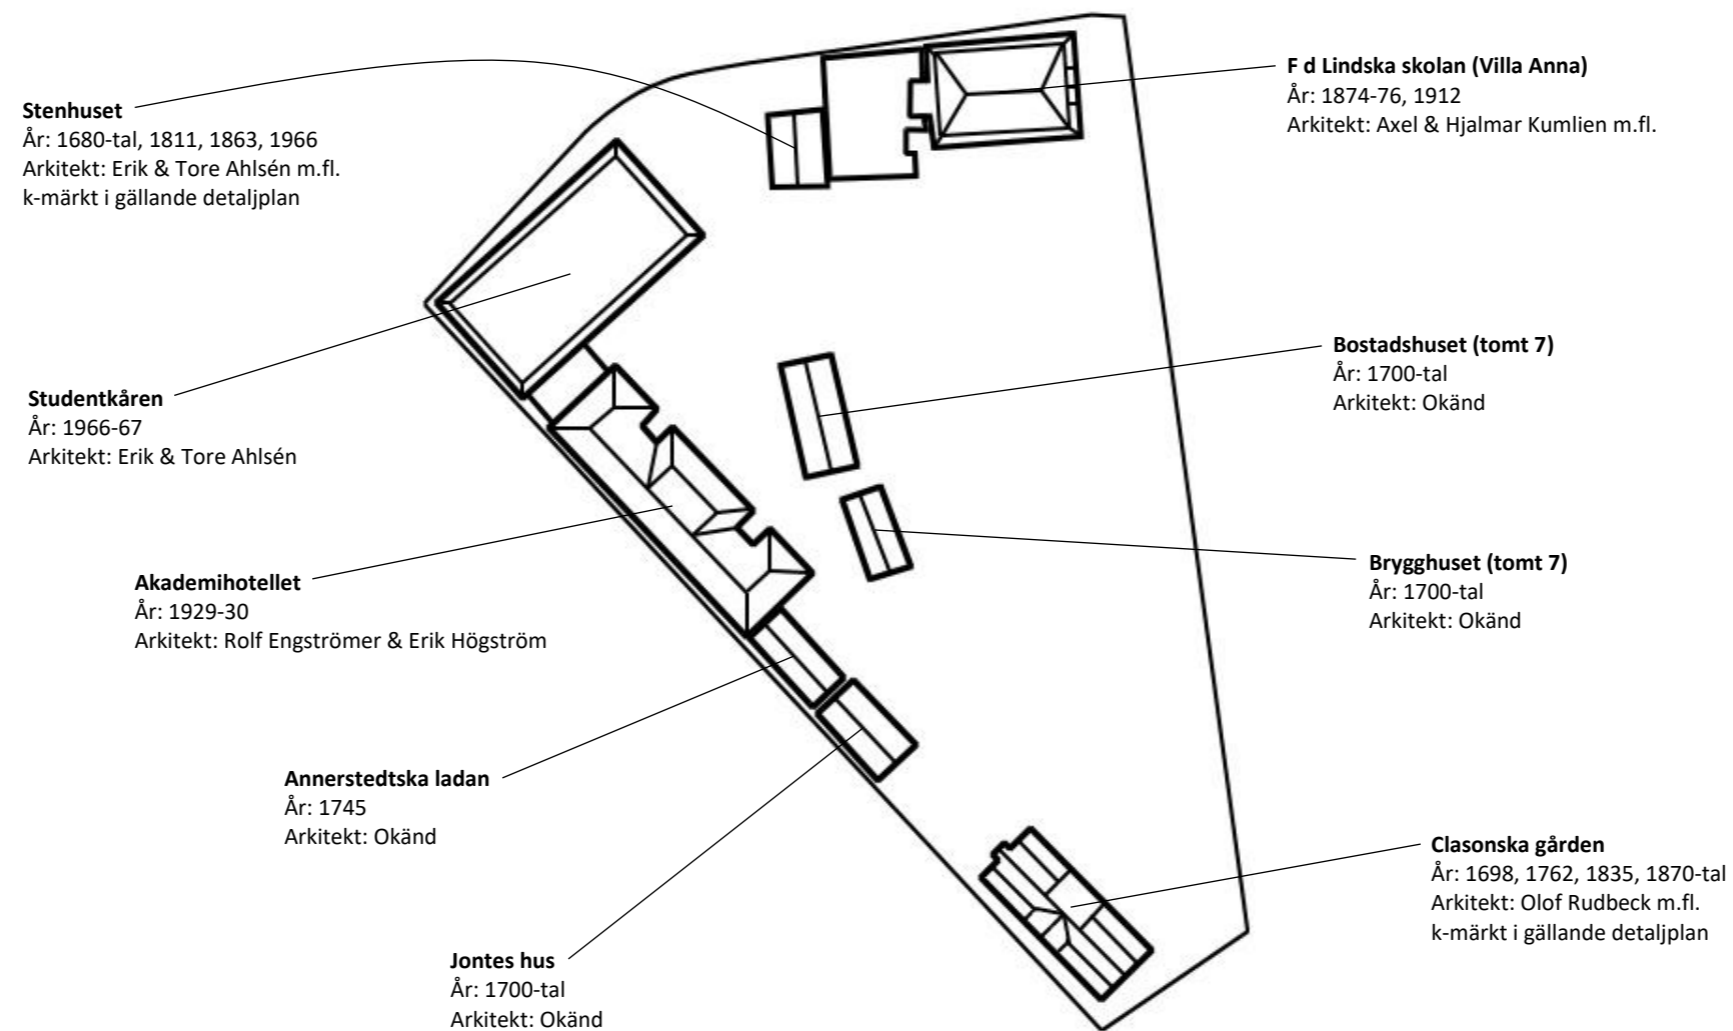 Stenhuset
År: 1680-tal, 1811, 1863, 1966
Arkitekt: Erik & Tore Ahlsén m.fl.
k-märkt i gällande detaljplan
F d Lindska skolan (Villa Anna)
År: 1874-76, 1912
Arkitekt: Axel & Hjalmar Kumlien m.fl.
Studentkåren
År: 1966-67
Arkitekt: Erik & Tore Ahlsén
Bostadshuset (tomt 7)
År: 1700-tal
Arkitekt: Okänd
Akademihotellet
År: 1929-30
Arkitekt: Rolf Engströmer & Erik Högström
Brygghuset (tomt 7)
År: 1700-tal
Arkitekt: Okänd
Annerstedtska ladan
År: 1745
Arkitekt: Okänd
Clasonska gården
År: 1698, 1762, 1835, 1870-tal
Arkitekt: Olof Rudbeck m.fl.
k-märkt i gällande detaljplan
Jontes hus
År: 1700-tal
Arkitekt: Okänd